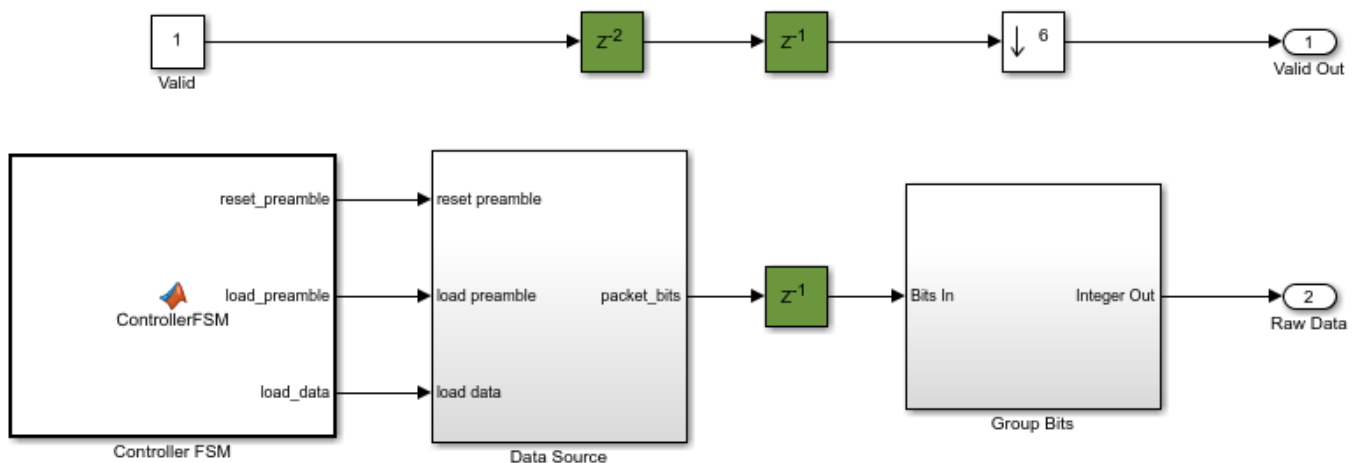 1
Valid
Z-2
Z-1
6
1
Valid Out
reset_preamble
load_preamble
load_data
ControllerFSM
Controller FSM
reset preamble
load preamble
load data
packet_bits
Data Source
Z-1
Bits In
Integer Out
Group Bits
2
Raw Data